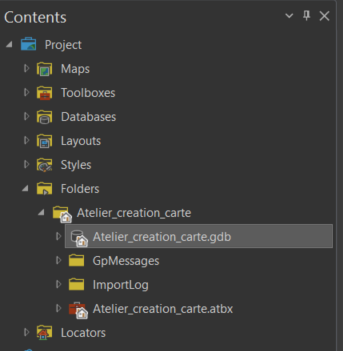 Contents
Project
Maps
Toolboxes
Databases
Layouts
Styles
Folders
Atelier_creation_carte
Atelier_creation_carte.gdb
GpMessages
ImportLog
Atelier_creation_carte.atbx
Locators